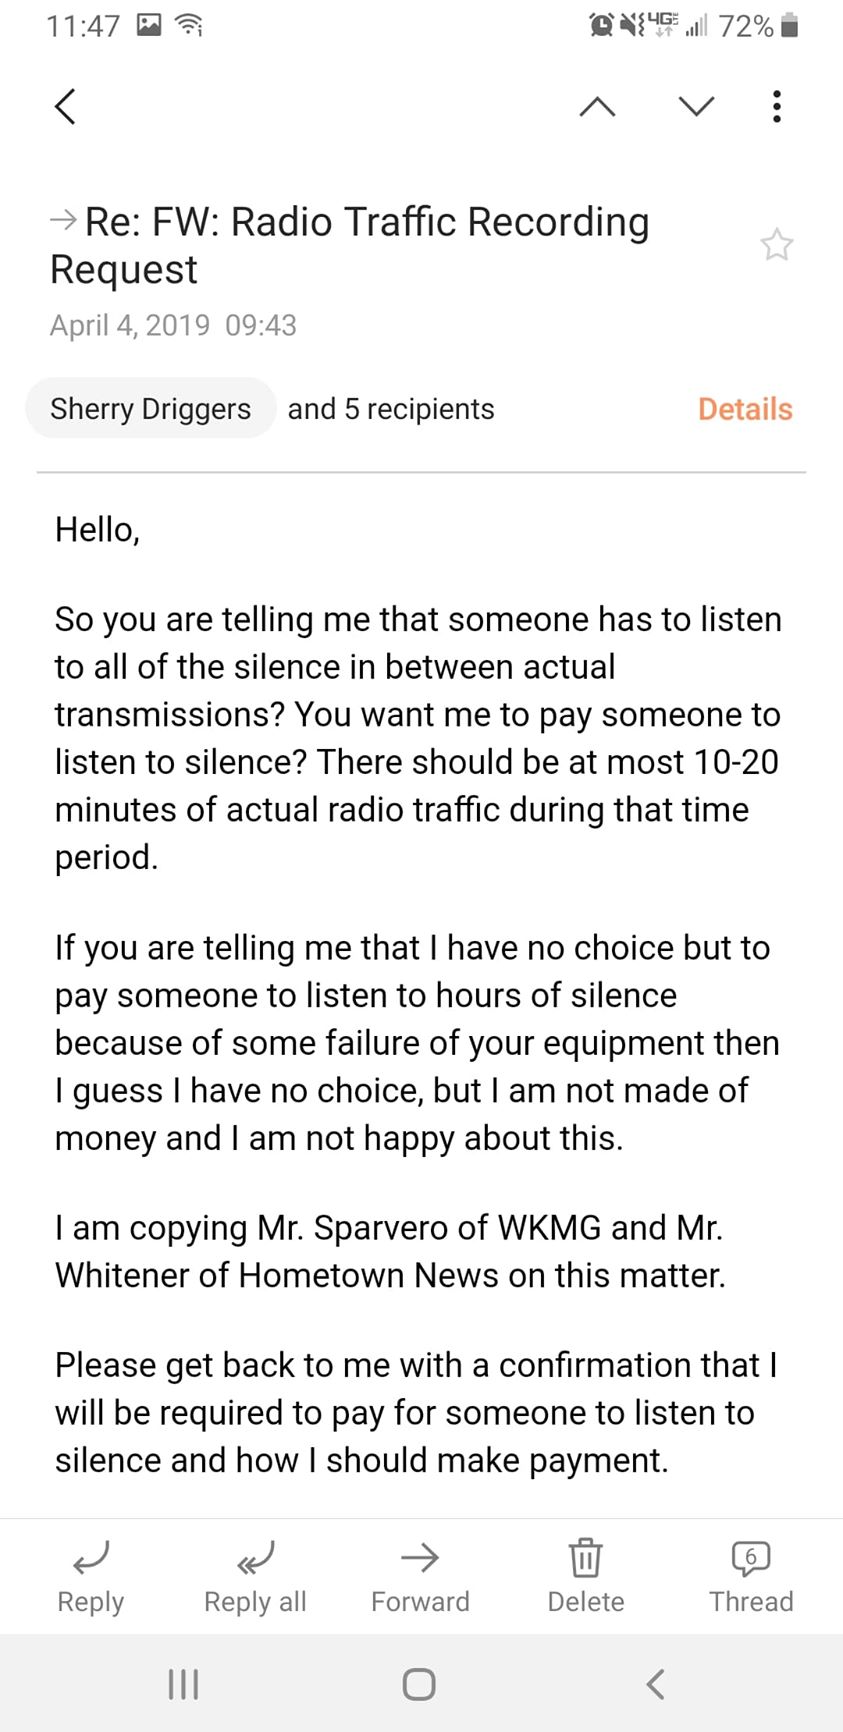 11:47 4GE 72%
Re: FW: Radio Traffic Recording
Request
April 4, 2019 09:43
Sherry Driggers and 5 recipients Details
Hello,
So you are telling me that someone has to listen
to all of the silence in between actual
transmissions? You want me to pay someone to
listen to silence? There should be at most 10-20
minutes of actual radio traffic during that time
period.
If you are telling me that I have no choice but to
pay someone to listen to hours of silence
because of some failure of your equipment then
I guess I have no choice, but I am not made of
money and I am not happy about this.
I am copying Mr. Sparvero of WKMG and Mr.
Whitener of Hometown News on this matter.
Please get back to me with a confirmation that I
will be required to pay for someone to listen to
silence and how I should make payment.
6
Reply Reply all Forward Delete Thread